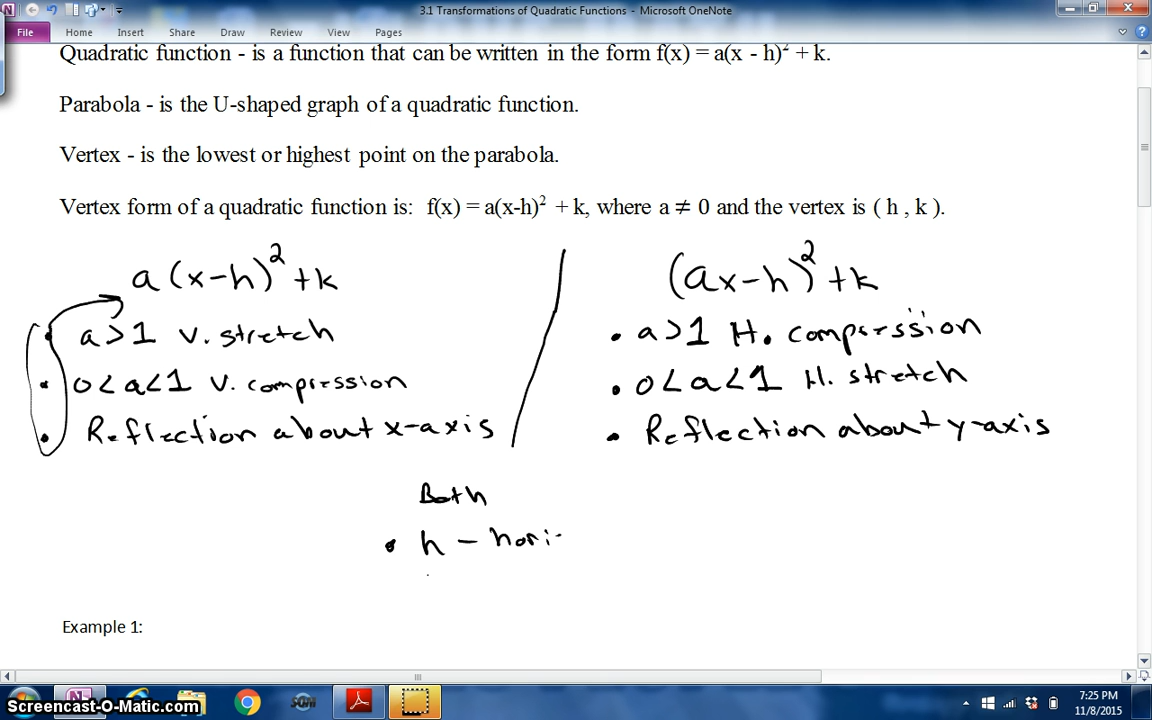 3.1 Transformations of Quadratic Functions - Microsoft OneNote
File Home Insert Share Draw Review View Pages
Quadratic function - is a function that can be written in the form f(x) = a(x - h)² + k.
Parabola - is the U-shaped graph of a quadratic function.
Vertex - is the lowest or highest point on the parabola.
Vertex form of a quadratic function is: f(x) = a(x-h)² + k, where a ≠ 0 and the vertex is ( h , k ).
a(x-h)²+k
• a>1 V. stretch
• 0<a<1 V. compression
• Reflection about x-axis
(ax-h)²+k
• a>1 H. compression
• 0<a<1 H. stretch
• Reflection about y-axis
Both
• h - hori
Example 1:
Screencast-O-Matic.com
7:25 PM
11/8/2015